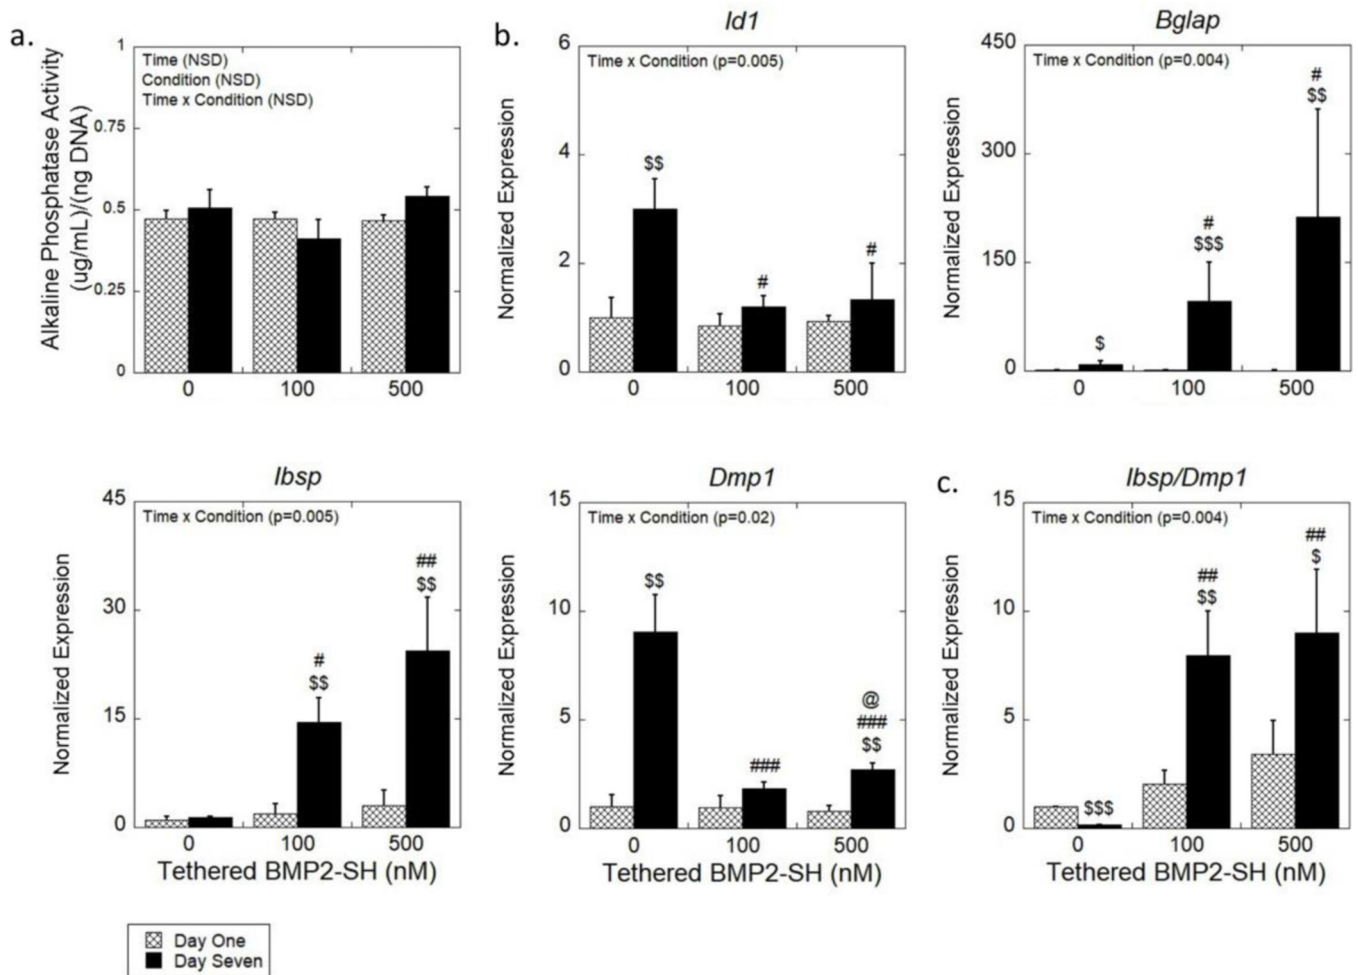 a.
Time (NSD)
Condition (NSD)
Time x Condition (NSD)
Alkaline Phosphatase Activity
(ug/mL)/(ng DNA)
1
0.75
0.5
0.25
0
0 100 500
b.
Id1
Time x Condition (p=0.005)
Normalized Expression
6
4
2
0
$$
#
#
0 100 500
Bglap
Time x Condition (p=0.004)
Normalized Expression
450
300
150
0
$
#
$$$
#
$$
0 100 500
Ibsp
Time x Condition (p=0.005)
Normalized Expression
45
30
15
0
#
$$
##
$$
0 100 500
Tethered BMP2-SH (nM)
Dmp1
Time x Condition (p=0.02)
Normalized Expression
15
10
5
0
$$
###
@
###
$$
0 100 500
Tethered BMP2-SH (nM)
c.
Ibsp/Dmp1
Time x Condition (p=0.004)
Normalized Expression
15
10
5
0
$$$
##
$$
##
$
0 100 500
Tethered BMP2-SH (nM)
Day One
Day Seven